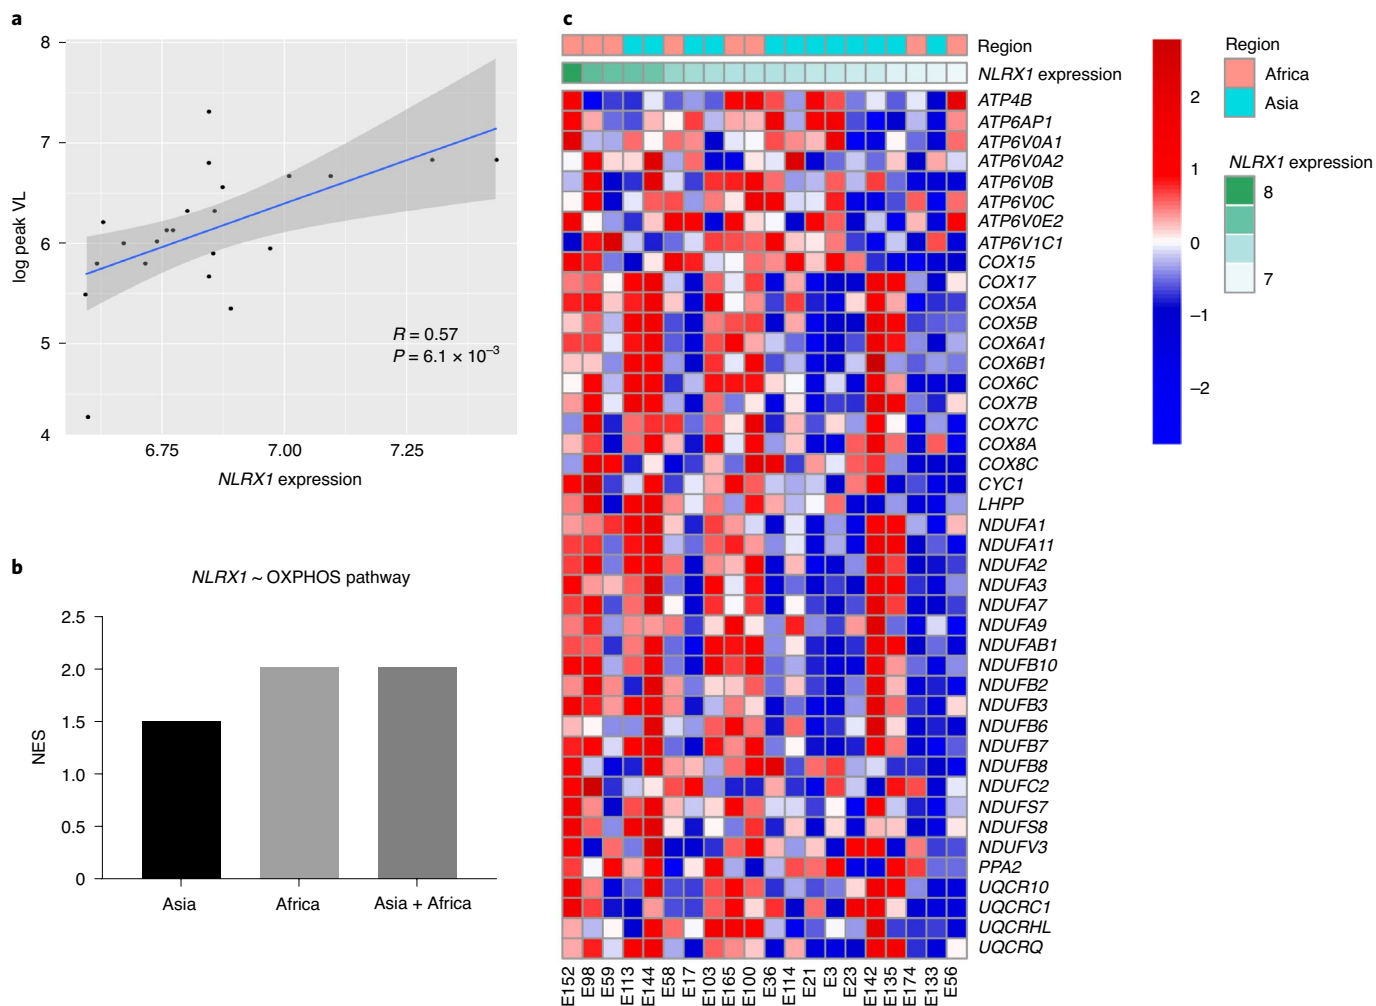 a
8
7
6
5
4
log peak VL
6.75
7.00
7.25
NLRX1 expression
R = 0.57
P = 6.1 × 10⁻³
b
NLRX1 ~ OXPHOS pathway
2.5
2.0
1.5
1.0
0.5
0
NES
Asia
Africa
Asia + Africa
c
Region
NLRX1 expression
ATP4B
ATP6AP1
ATP6V0A1
ATP6V0A2
ATP6V0B
ATP6V0C
ATP6V0E2
ATP6V1C1
COX15
COX17
COX5A
COX5B
COX6A1
COX6B1
COX6C
COX7B
COX7C
COX8A
COX8C
CYC1
LHPP
NDUFA1
NDUFA11
NDUFA2
NDUFA3
NDUFA7
NDUFA9
NDUFAB1
NDUFB10
NDUFB2
NDUFB3
NDUFB6
NDUFB7
NDUFB8
NDUFC2
NDUFS7
NDUFS8
NDUFV3
PPA2
UQCR10
UQCRC1
UQCRHL
UQCRQ
E152
E98
E59
E113
E144
E58
E17
E103
E165
E100
E36
E114
E21
E3
E23
E142
E135
E174
E133
E56
2
1
0
−1
−2
Region
Africa
Asia
NLRX1 expression
8
7